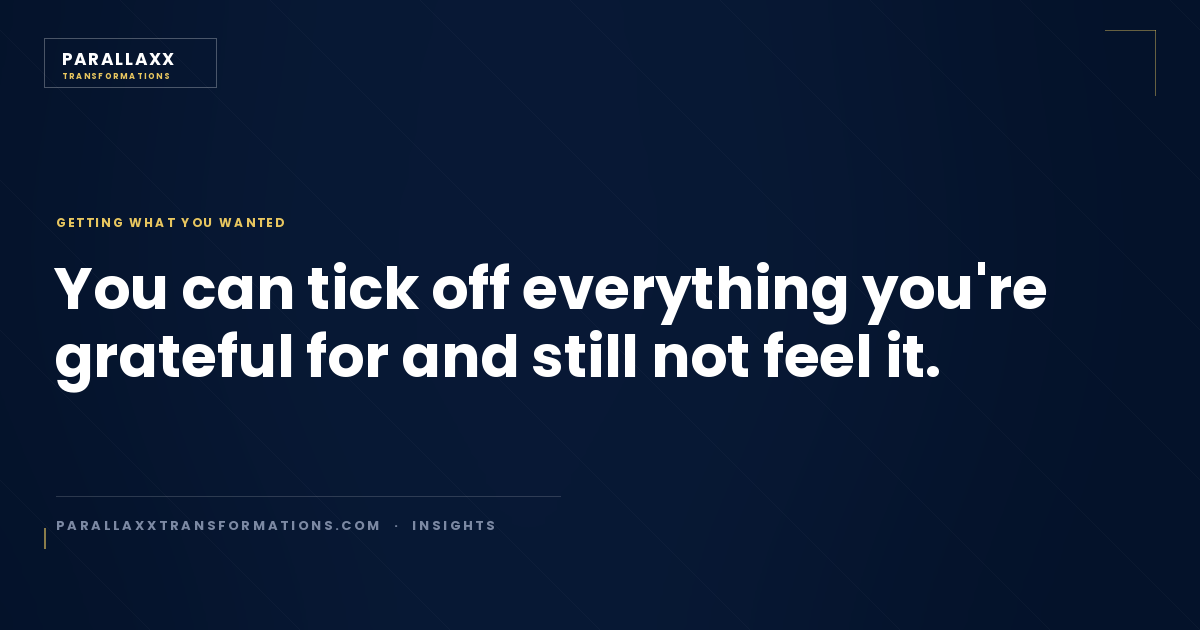 PARALLAXX
TRANSFORMATIONS
GETTING WHAT YOU WANTED
You can tick off everything you're
grateful for and still not feel it.
PARALLAXXTRANSFORMATIONS.COM · INSIGHTS